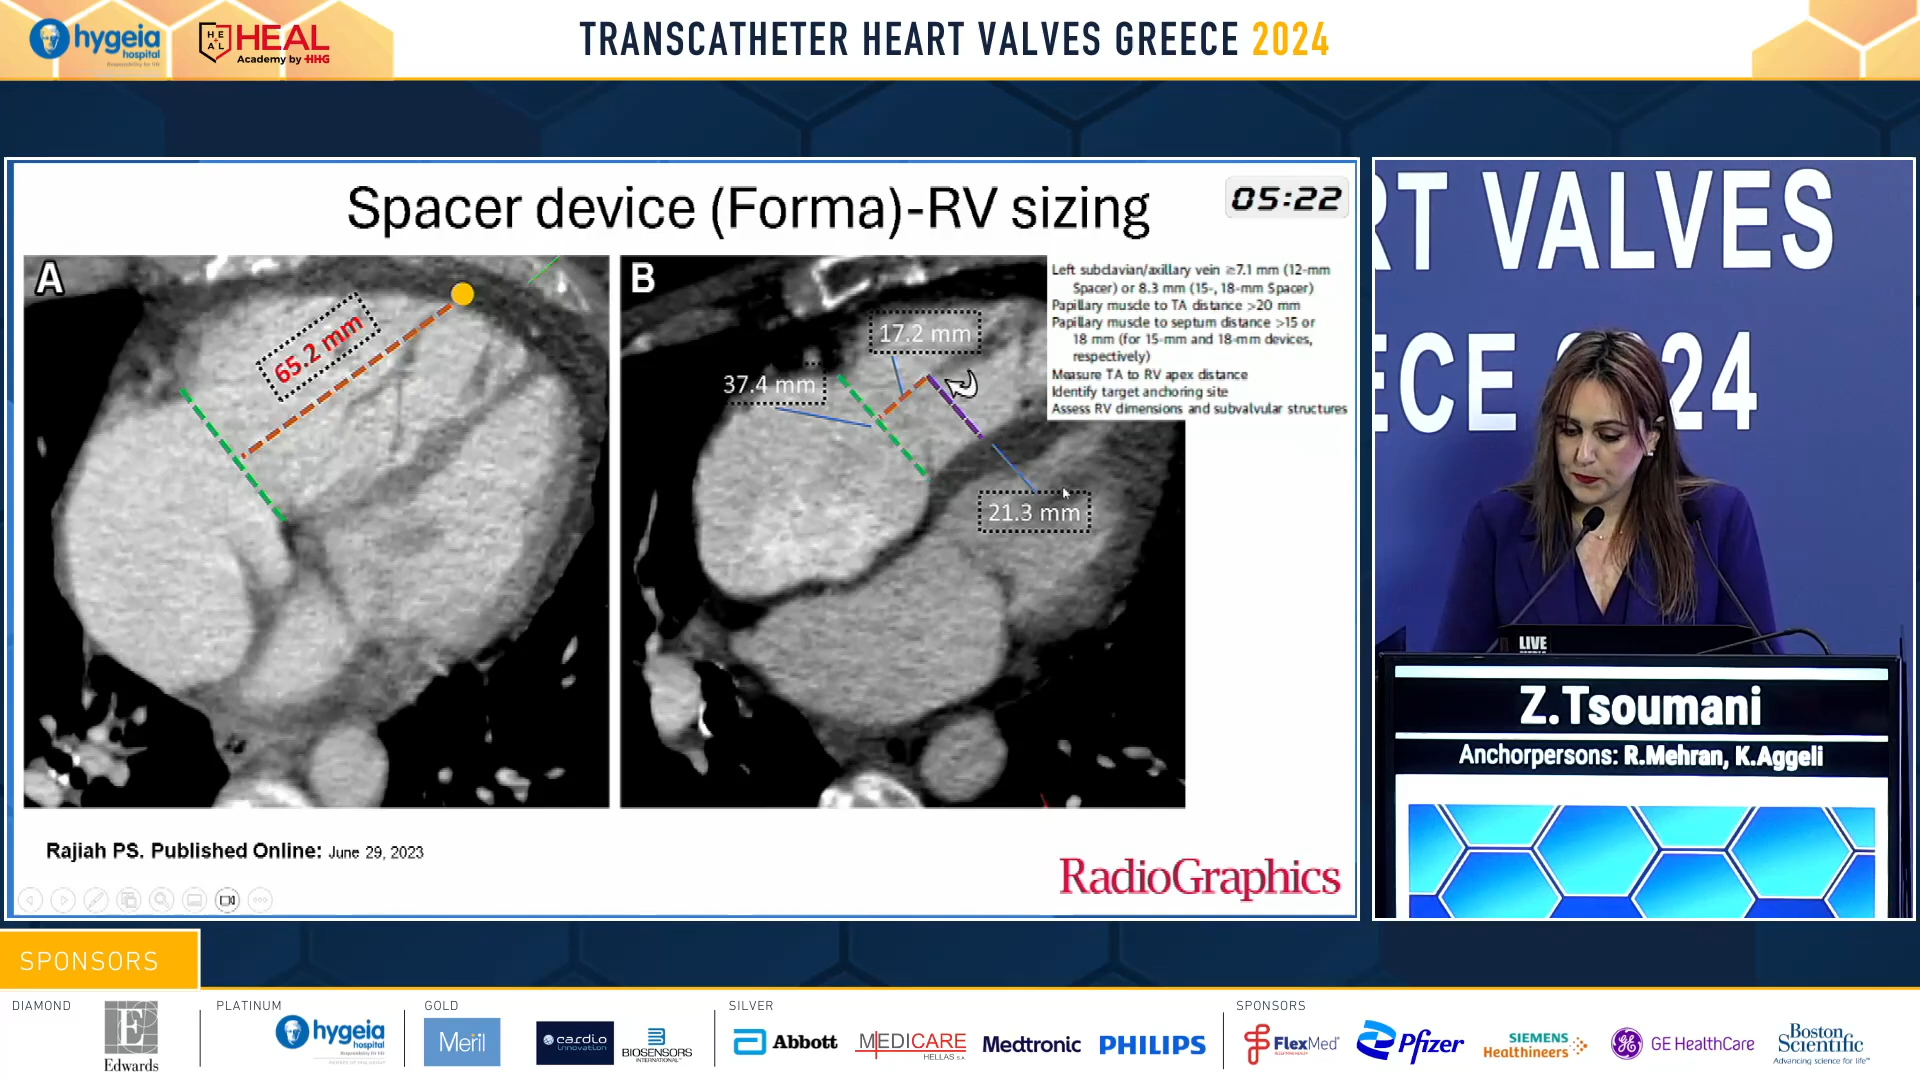 hygeia
hospital
HEAL
HEAL
Academy by HHG
TRANSCATHETER HEART VALVES GREECE 2024
Spacer device (Forma)-RV sizing
05:22
A
65.2 mm
B
17.2 mm
37.4 mm
21.3 mm
Left subclavian/axillary vein ≥7.1 mm (12-mm
Spacer) or 8.3 mm (15-, 18-mm Spacer)
Papillary muscle to TA distance >20 mm
Papillary muscle to septum distance >15 or
18 mm (for 15-mm and 18-mm devices,
respectively)
Measure TA to RV apex distance
Identify target anchoring site
Assess RV dimensions and subvalvular structures
Rajiah PS. Published Online: June 29, 2023
RadioGraphics
RT VALVES
ECE 2024
LIVE
Z.Tsoumani
Anchorpersons: R.Mehran, K.Aggeli
SPONSORS
DIAMOND
Edwards
PLATINUM
hygeia
hospital
GOLD
Meril
cardio
innovation
BIOSENSORS
INTERNATIONAL
SILVER
Abbott
MEDICARE
HELLAS S.A.
Medtronic
PHILIPS
SPONSORS
FlexMed
Pfizer
SIEMENS
Healthineers
GE HealthCare
Boston
Scientific
Advancing science for life